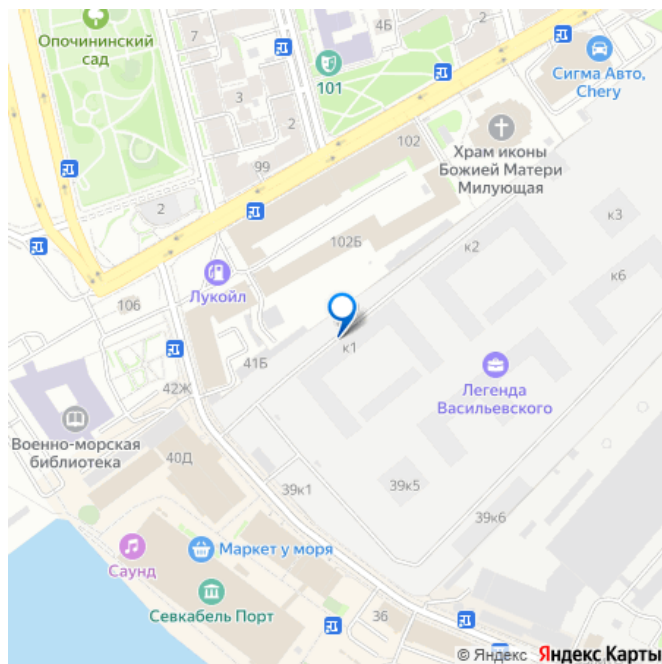 Опочининский
сад
7
4Б
101
3
2
99
102
Сигма Авто,
Chery
Храм иконы
Божией Матери
Милующая
2
к3
к2
102Б
к6
Лукойл
106
к1
41Б
Легенда
Васильевского
42Ж
Военно-морская
библиотека
40Д
39к1
39к5
39к6
Маркет у моря
Саунд
Севкабель Порт
36
© Яндекс Яндекс Карты